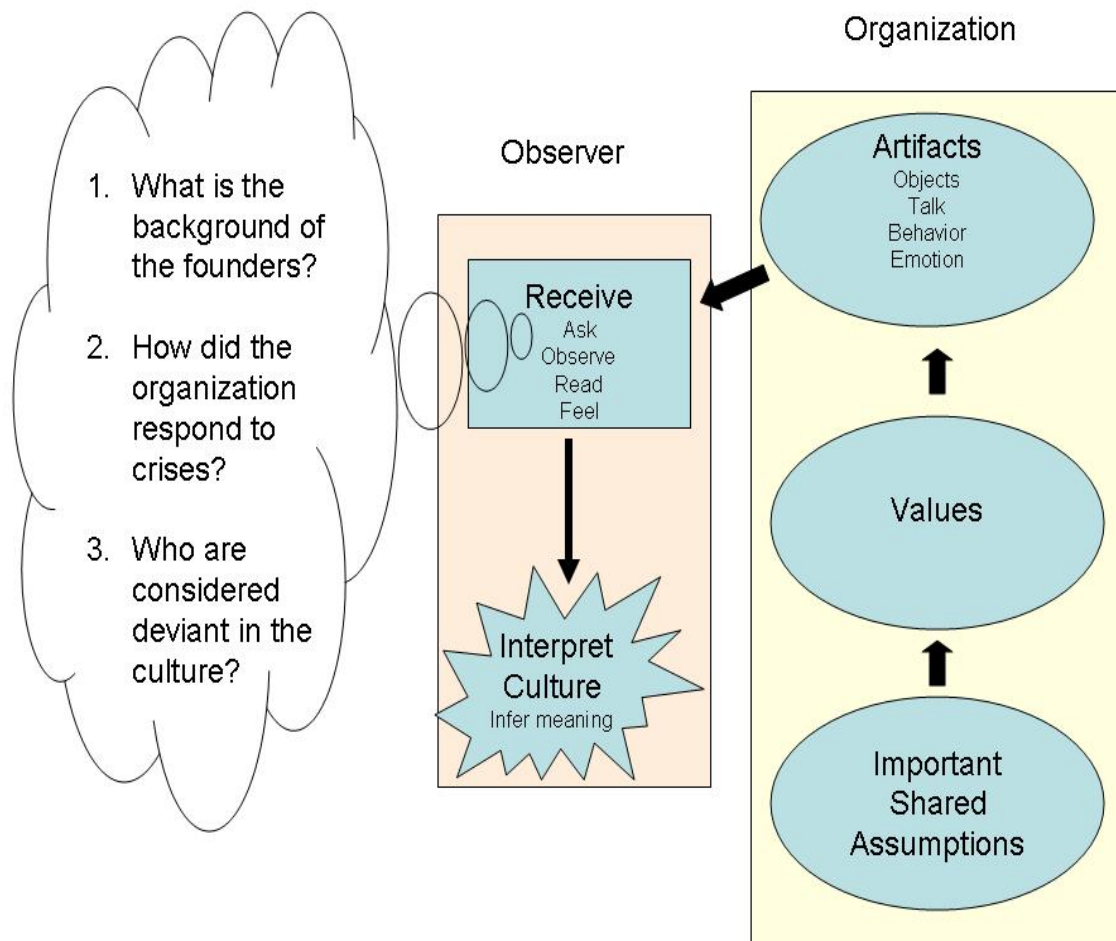 1. What is the
background of
the founders?
2. How did the
organization
respond to
crises?
3. Who are
considered
deviant in the
culture?
Observer
Receive
Ask
Observe
Read
Feel
Interpret
Culture
Infer meaning
Organization
Artifacts
Objects
Talk
Behavior
Emotion
Values
Important
Shared
Assumptions